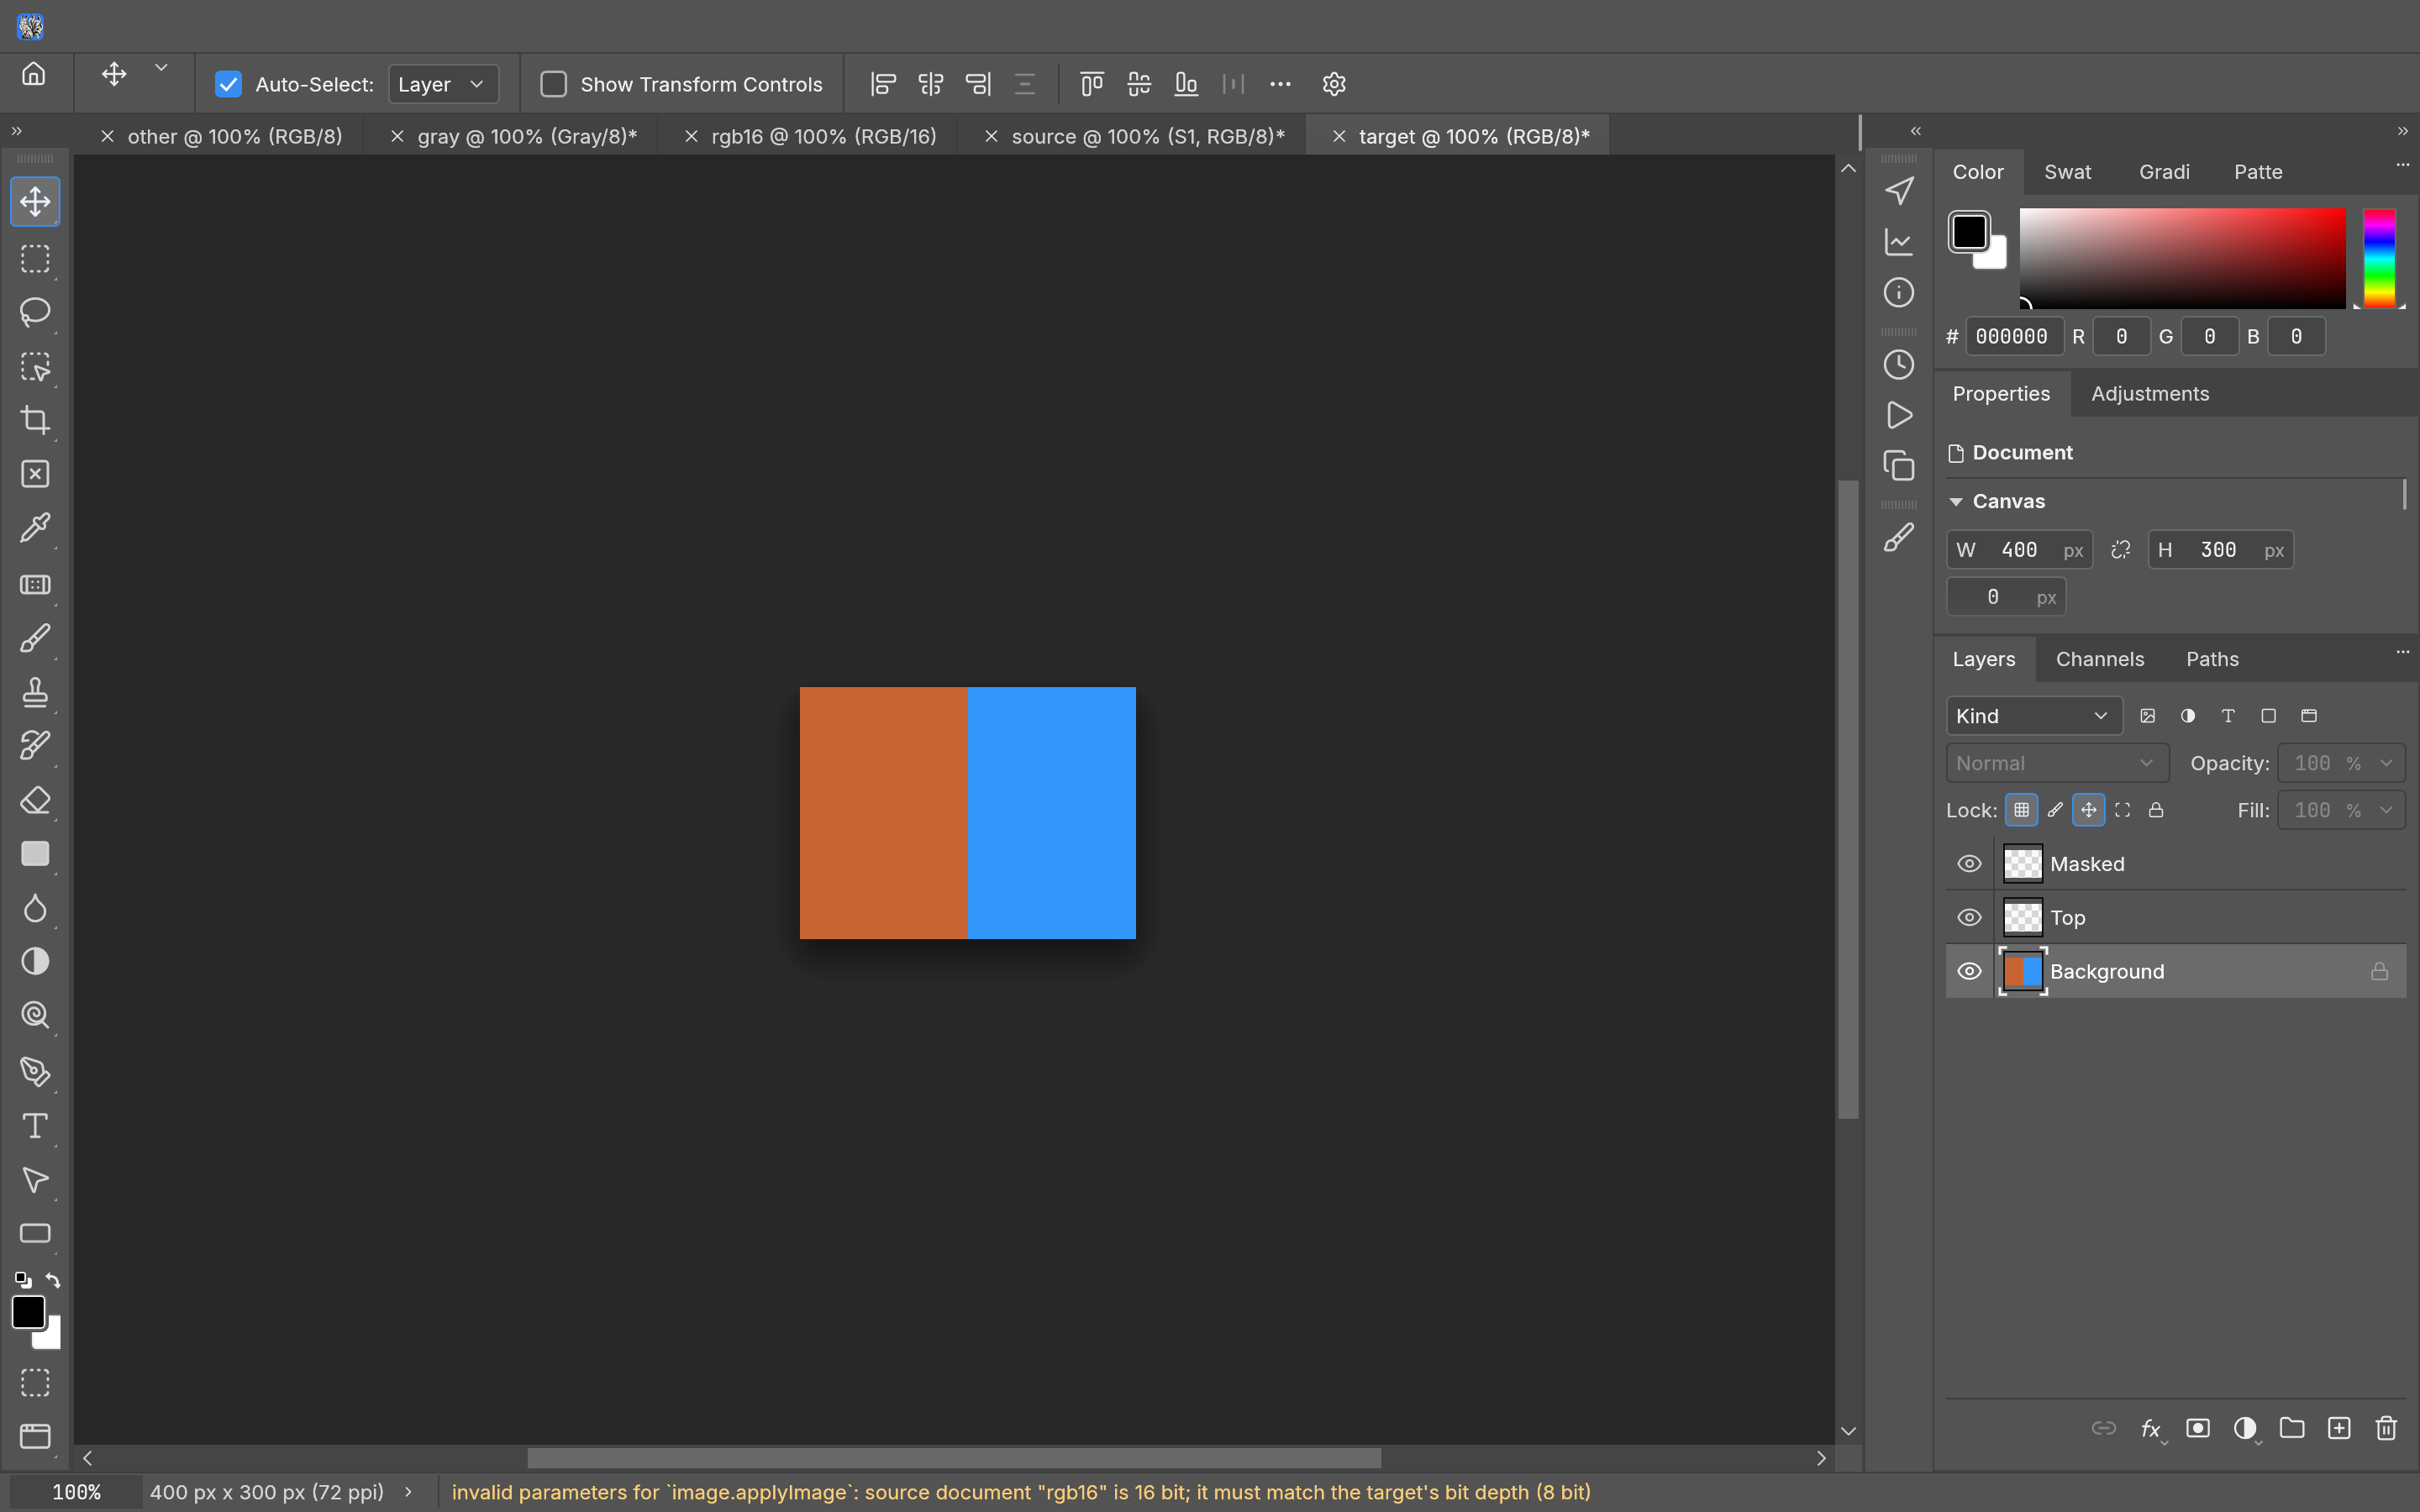 Auto-Select: Layer Show Transform Controls
other @ 100% (RGB/8) gray @ 100% (Gray/8)* rgb16 @ 100% (RGB/16) source @ 100% (S1, RGB/8)* target @ 100% (RGB/8)*
Color Swat Gradi Patte
# 000000 R 0 G 0 B 0
Properties Adjustments
Document
Canvas
W 400 px H 300 px
0 px
Layers Channels Paths
Kind
Normal Opacity: 100 %
Lock: Fill: 100 %
Masked
Top
Background
fx
100% 400 px x 300 px (72 ppi) invalid parameters for `image.applyImage`: source document "rgb16" is 16 bit; it must match the target's bit depth (8 bit)